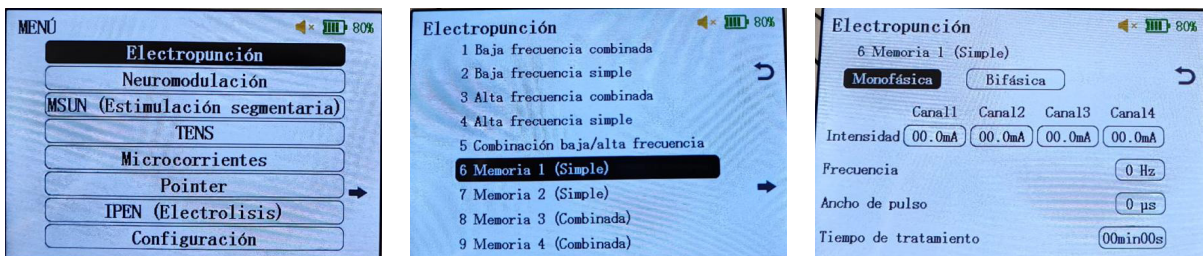 MENÚ 80%
Electropunción
Neuromodulación
MSUN (Estimulación segmentaria)
TENS
Microcorrientes
Pointer
IPEN (Electrolisis)
Configuración
Electropunción 80%
1 Baja frecuencia combinada
2 Baja frecuencia simple
3 Alta frecuencia combinada
4 Alta frecuencia simple
5 Combinación baja/alta frecuencia
6 Memoria 1 (Simple)
7 Memoria 2 (Simple)
8 Memoria 3 (Combinada)
9 Memoria 4 (Combinada)
Electropunción 80%
6 Memoria 1 (Simple)
Monofásica Bifásica
Canal1 Canal2 Canal3 Canal4
Intensidad 00.0mA 00.0mA 00.0mA 00.0mA
Frecuencia 0 Hz
Ancho de pulso 0 μs
Tiempo de tratamiento 00min00s